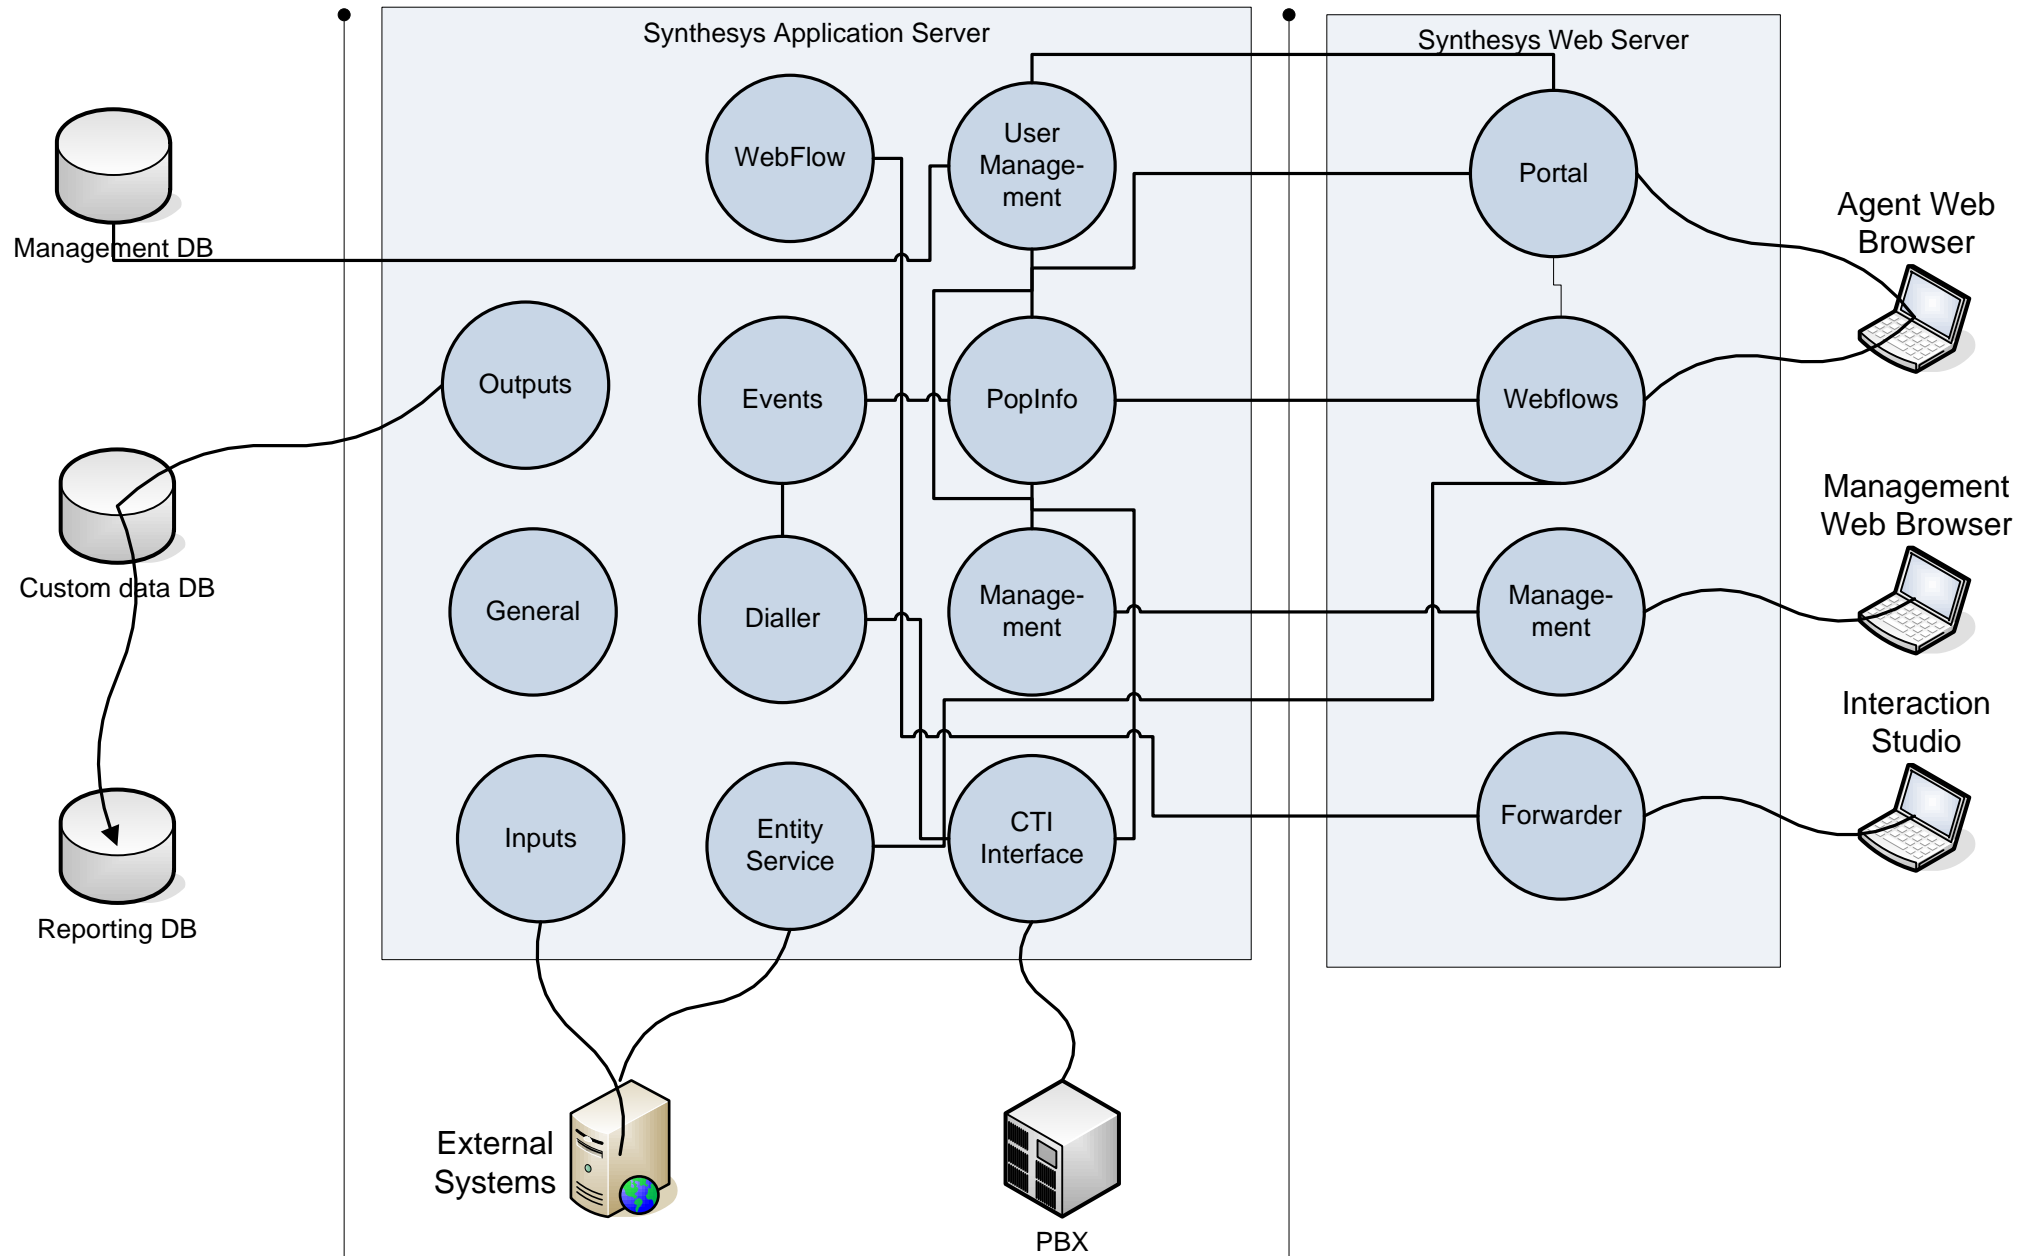 Synthesys Application Server
Synthesys Web Server
WebFlow
User
Manage-
ment
Portal
Agent Web
Browser
Management DB
Outputs
Events
PopInfo
Webflows
Management
Web Browser
Custom data DB
General
Dialler
Manage-
ment
Manage-
ment
Interaction
Studio
Inputs
Entity
Service
CTI
Interface
Forwarder
Reporting DB
External
Systems
PBX